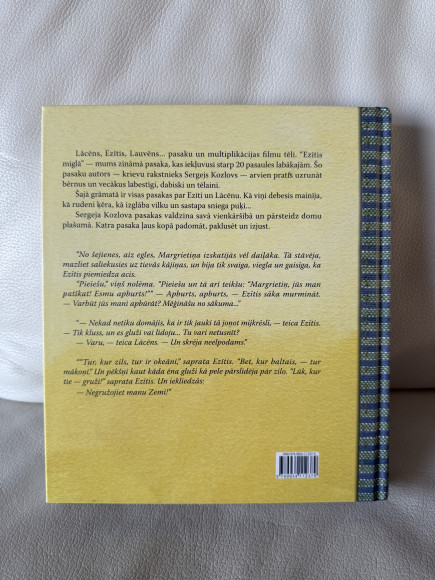 Lācēns, Ezītis, Lauvēns... pasaku un multiplikācijas filmu tēli. "Ezītis
miglā" — mums zināmā pasaka, kas iekļuvusi starp 20 pasaules labākajām. Šo
pasaku autors — krievu rakstnieks Sergejs Kozlovs — arvien pratīs uzrunāt
bērnus un vecākus labestīgi, dabiski un tēlaini.
Šajā grāmatā ir visas pasakas par Ezīti un Lācēnu. Kā viņi debesis mainīja,
kā rudeni ķēra, kā izglāba vilku un sastapa sniega puķi...
Sergeja Kozlova pasakas valdzina savā vienkāršībā un pārsteidz domu
plašumā. Katra pasaka ļaus kopā padomāt, paklusēt un izjust.
"No šejienes, aiz egles, Margrietiņa izskatījās vēl daiļāka. Tā stāvēja,
mazliet saliekusies uz tievās kājiņas, un bija tik svaiga, viegla un gaisīga, ka
Ezītis piemiedza acis.
"Pieiešu," viņš nolēma. "Pieiešu un tā arī teikšu: "Margrietiņ, jūs man
patīkat! Esmu apburts!"" — Apburts, apburts, — Ezītis sāka murmināt.
— Varbūt jūs mani apbūrāt? Mēģināšu no sākuma..."
"— Nekad netiku domājis, ka ir tik jauki tā joņot mijkrēslī, — teica Ezītis.
— Tik kluss, un es gluži vai lidoju... Tu vari netusnīt?
— Varu, — teica Lācēns. — Un skrēja neelpodams."
""Tur, kur zils, tur ir okeāni," saprata Ezītis. "Bet, kur baltais, — tur
mākoņi." Un pēkšņi kaut kāda ēna gluži kā pele pārslīdēja pār zilo. "Lūk, kur
tie — gruži!" saprata Ezītis. Un iekliedzās:
— Negružojiet manu Zemi!"